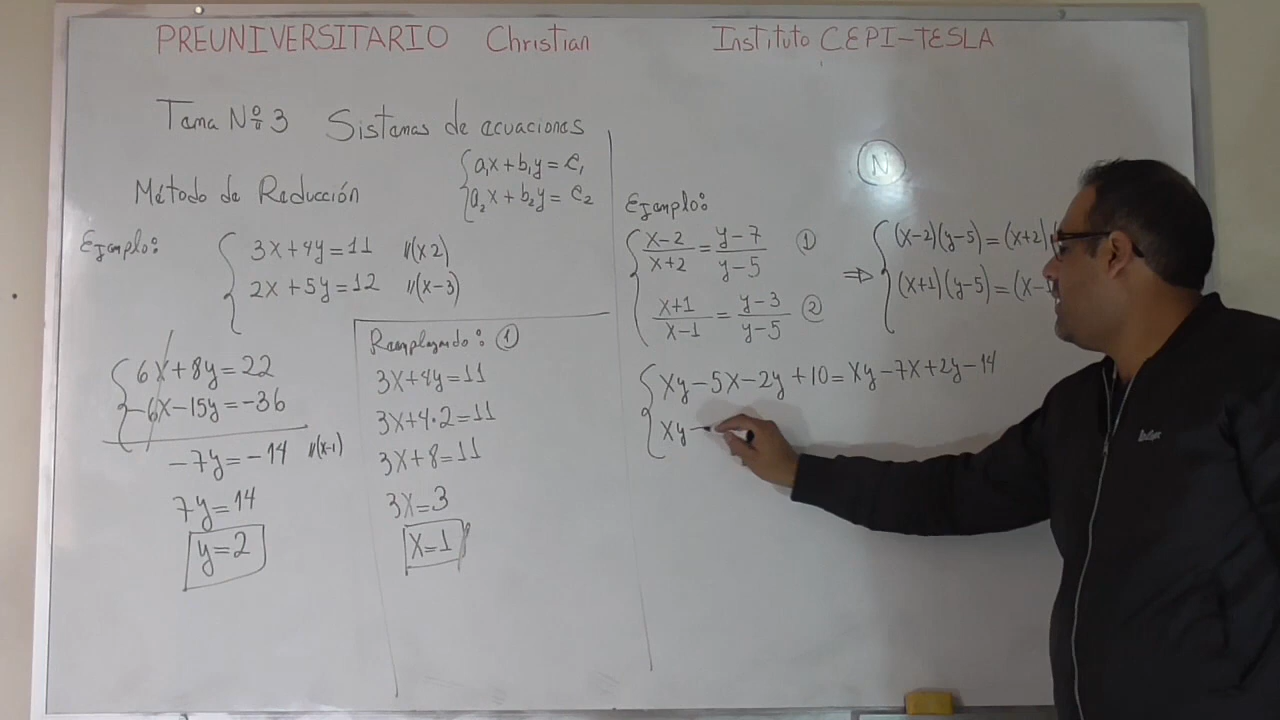 PREUNIVERSITARIO Christian Instituto CEPI-TESLA
Tema Nº 3 Sistemas de ecuaciones
{a₁x + b₁y = c₁
a₂x + b₂y = c₂
Método de Reducción
Ejemplo:
{3x+4y=11 //(x2)
2x+5y=12 //(x-3)
{6x+8y=22
-6x-15y=-36
-7y=-14 //(x-1)
7y=14
y=2
Remplazando: ①
3x+4y=11
3x+4·2=11
3x+8=11
3x=3
x=1
N
Ejemplo:
{(x-2)/(x+2) = (y-7)/(y-5) ①
(x+1)/(x-1) = (y-3)/(y-5) ②
⇒ {(x-2)(y-5)=(x+2)(
(x+1)(y-5)=(x-
{xy-5x-2y+10=xy-7x+2y-14
xy-